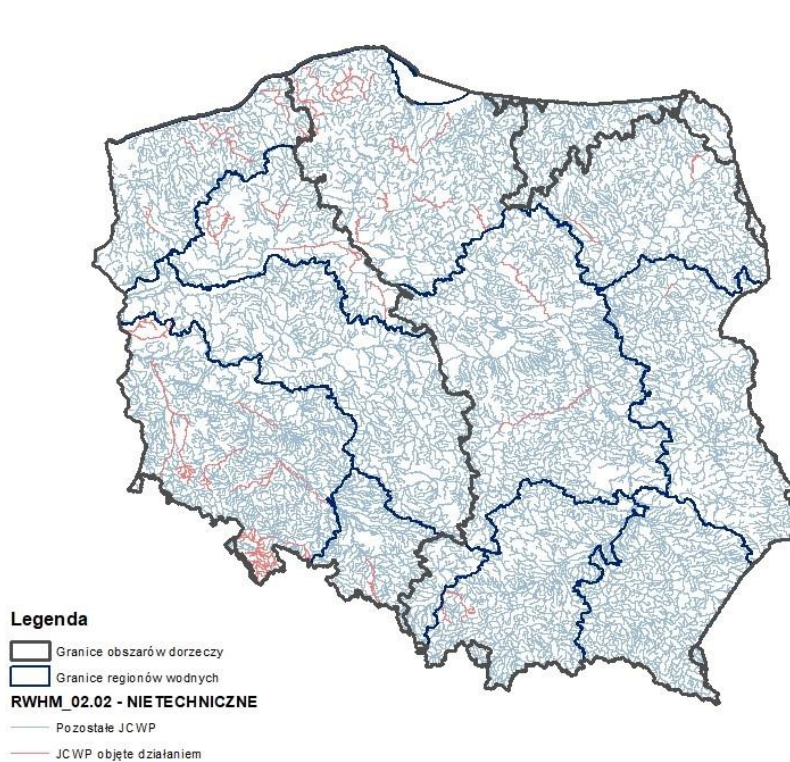 Legenda
Granice obszarów dorzeczy
Granice regionów wodnych
RWHM_02.02 - NIETECHNICZNE
Pozostałe JCWP
JCWP objęte działaniem